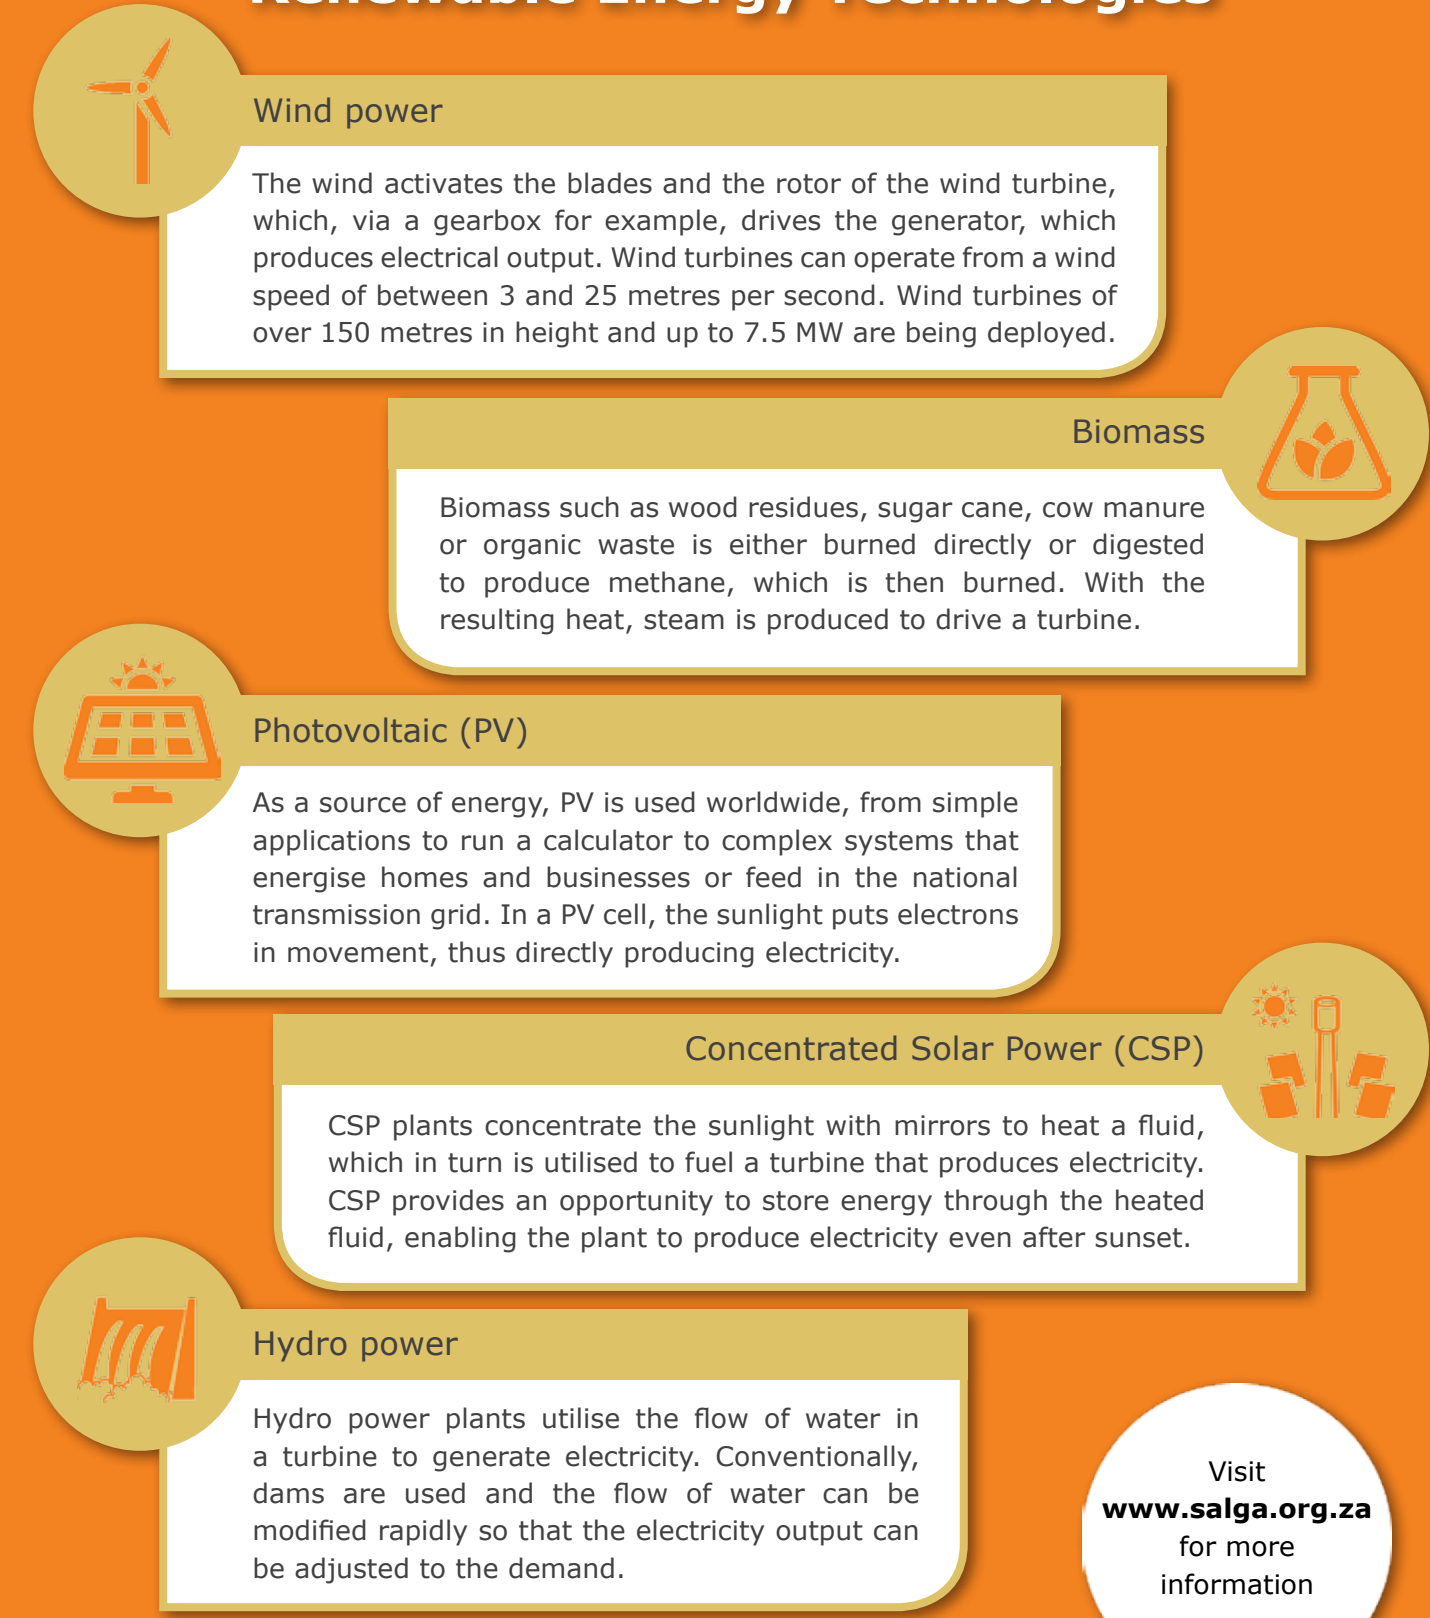 Renewable Energy Technologies
Wind power
The wind activates the blades and the rotor of the wind turbine,
which, via a gearbox for example, drives the generator, which
produces electrical output. Wind turbines can operate from a wind
speed of between 3 and 25 metres per second. Wind turbines of
over 150 metres in height and up to 7.5 MW are being deployed.
Biomass
Biomass such as wood residues, sugar cane, cow manure
or organic waste is either burned directly or digested
to produce methane, which is then burned. With the
resulting heat, steam is produced to drive a turbine.
Photovoltaic (PV)
As a source of energy, PV is used worldwide, from simple
applications to run a calculator to complex systems that
energise homes and businesses or feed in the national
transmission grid. In a PV cell, the sunlight puts electrons
in movement, thus directly producing electricity.
Concentrated Solar Power (CSP)
CSP plants concentrate the sunlight with mirrors to heat a fluid,
which in turn is utilised to fuel a turbine that produces electricity.
CSP provides an opportunity to store energy through the heated
fluid, enabling the plant to produce electricity even after sunset.
Hydro power
Hydro power plants utilise the flow of water in
a turbine to generate electricity. Conventionally,
dams are used and the flow of water can be
modified rapidly so that the electricity output can
be adjusted to the demand.
Visit
www.salga.org.za
for more
information